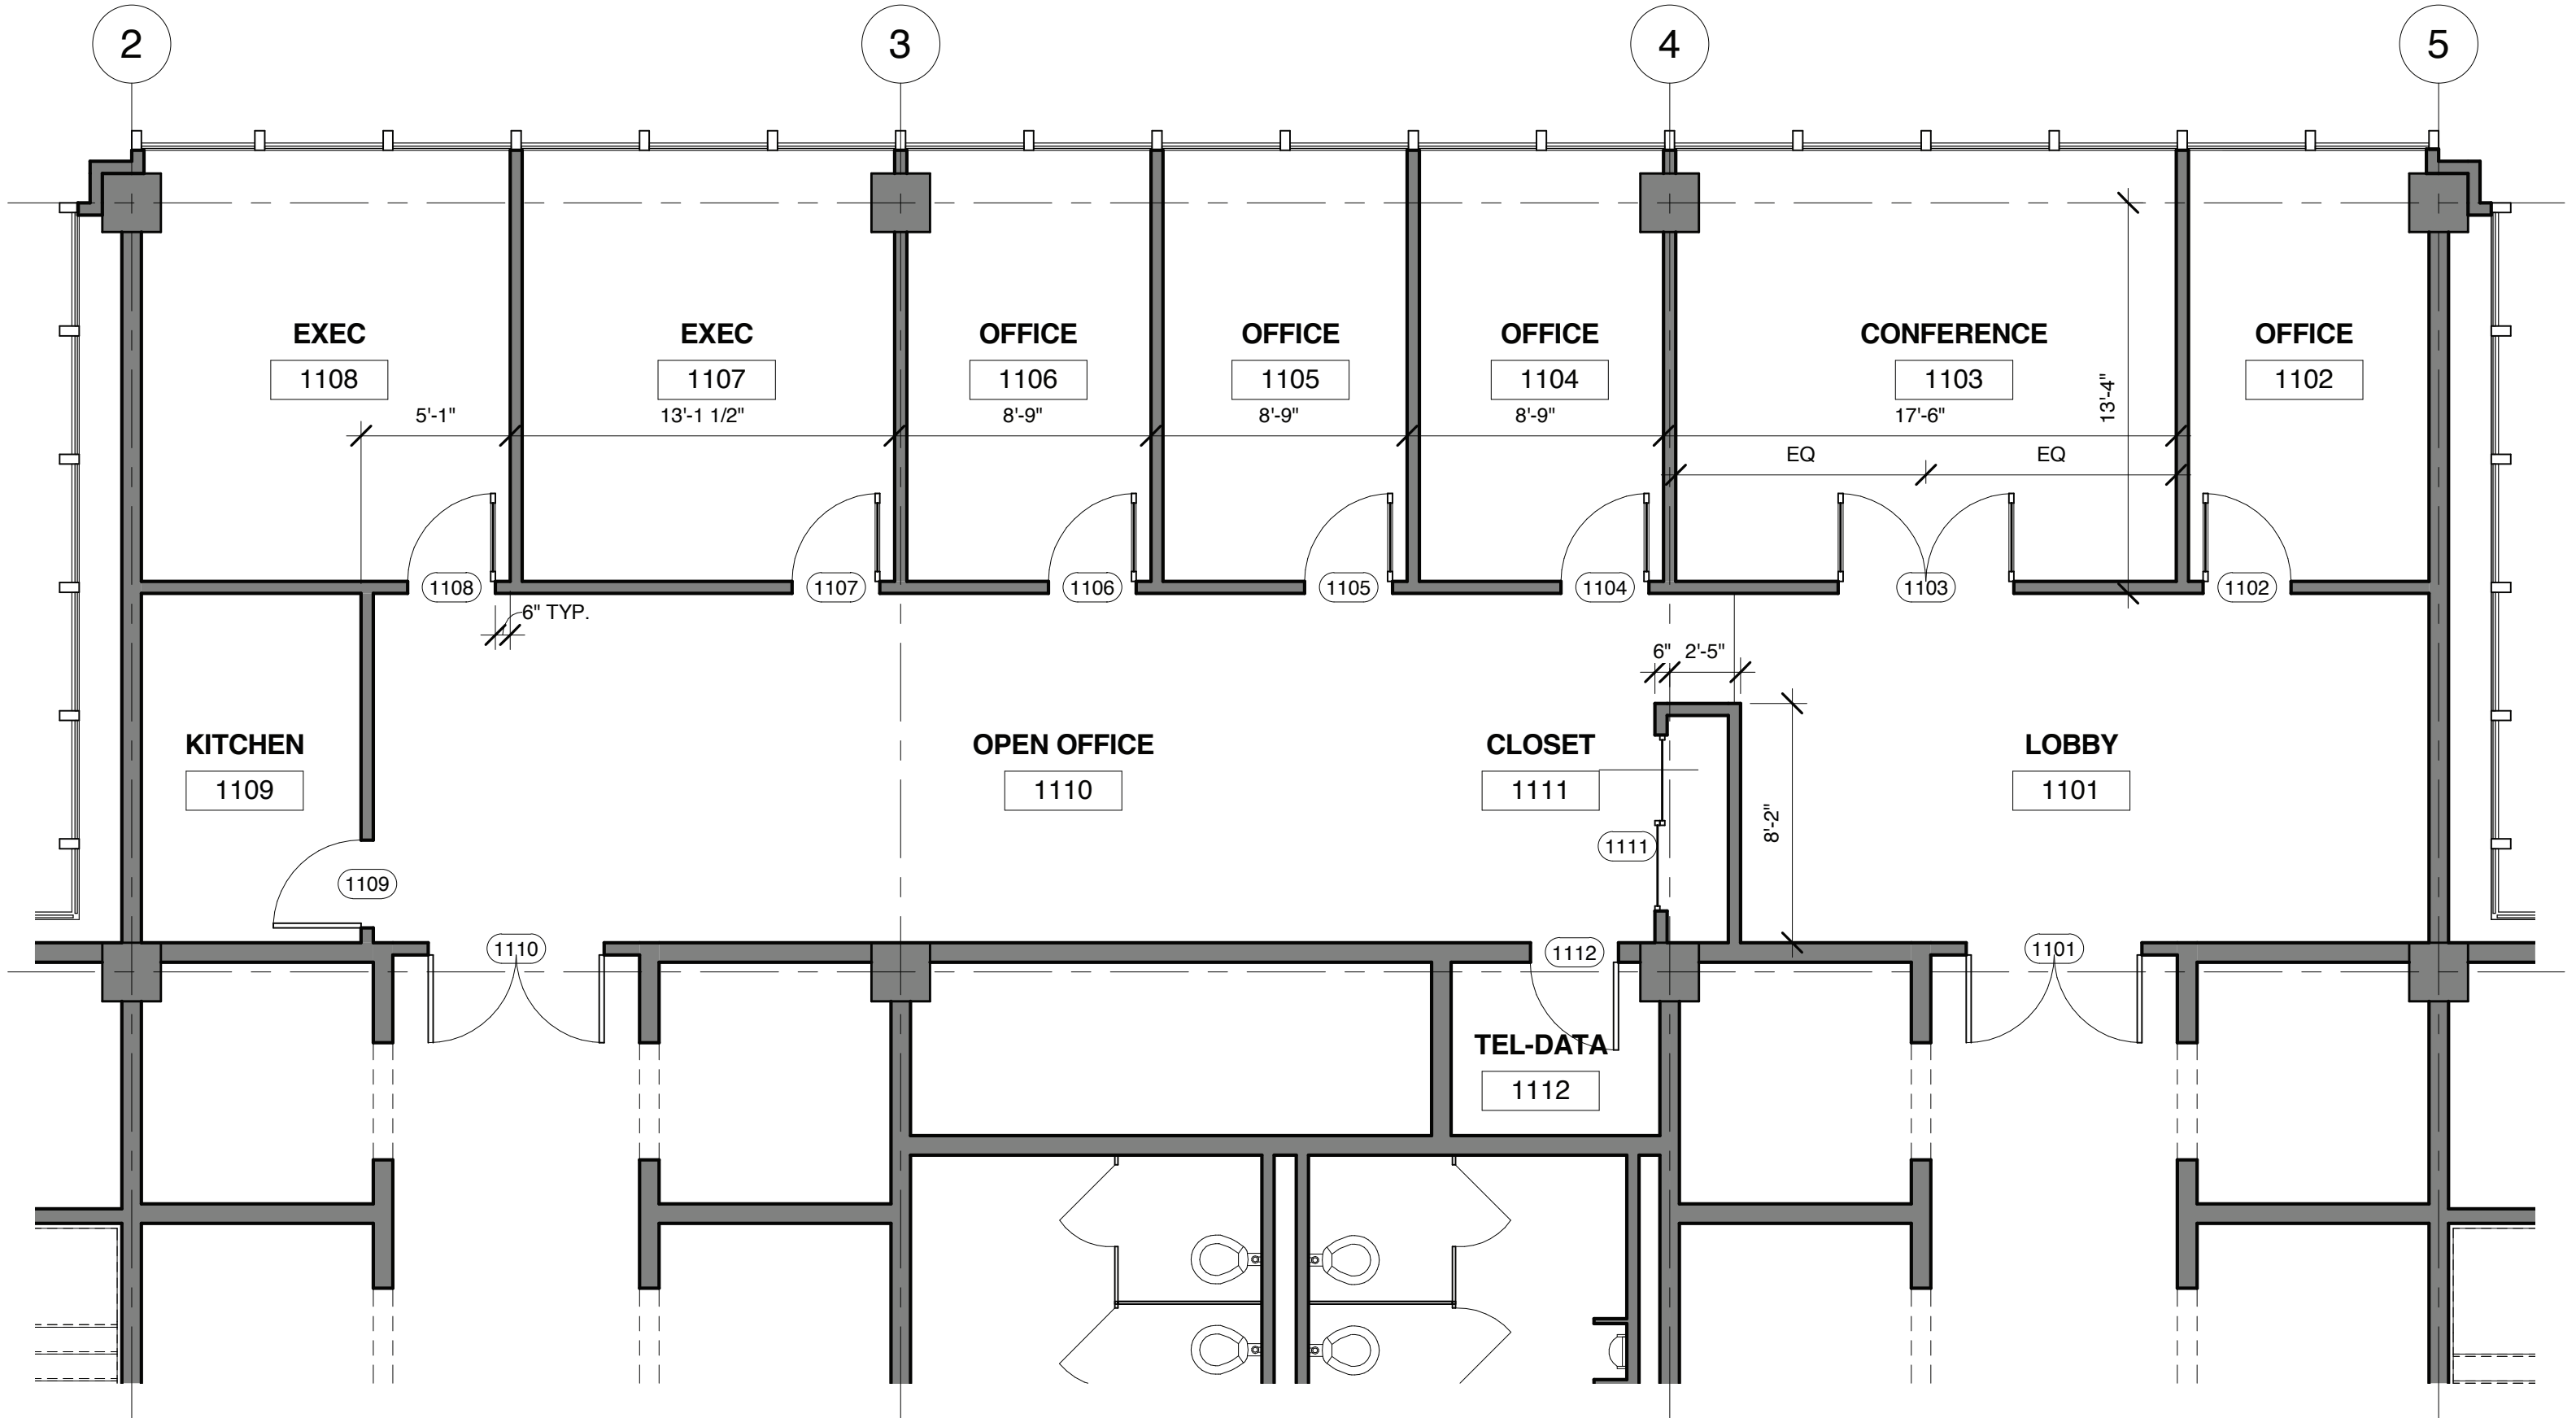 2 3 4 5
EXEC EXEC OFFICE OFFICE OFFICE CONFERENCE OFFICE
1108 1107 1106 1105 1104 1103 1102
5'-1" 13'-1 1/2" 8'-9" 8'-9" 8'-9" 17'-6" 13'-4"
EQ EQ
1108 1107 1106 1105 1104 1103 1102
6" TYP.
6" 2'-5"
KITCHEN OPEN OFFICE CLOSET LOBBY
1109 1110 1111 1101
8'-2"
1111
1109
1110 1112 1101
TEL-DATA
1112